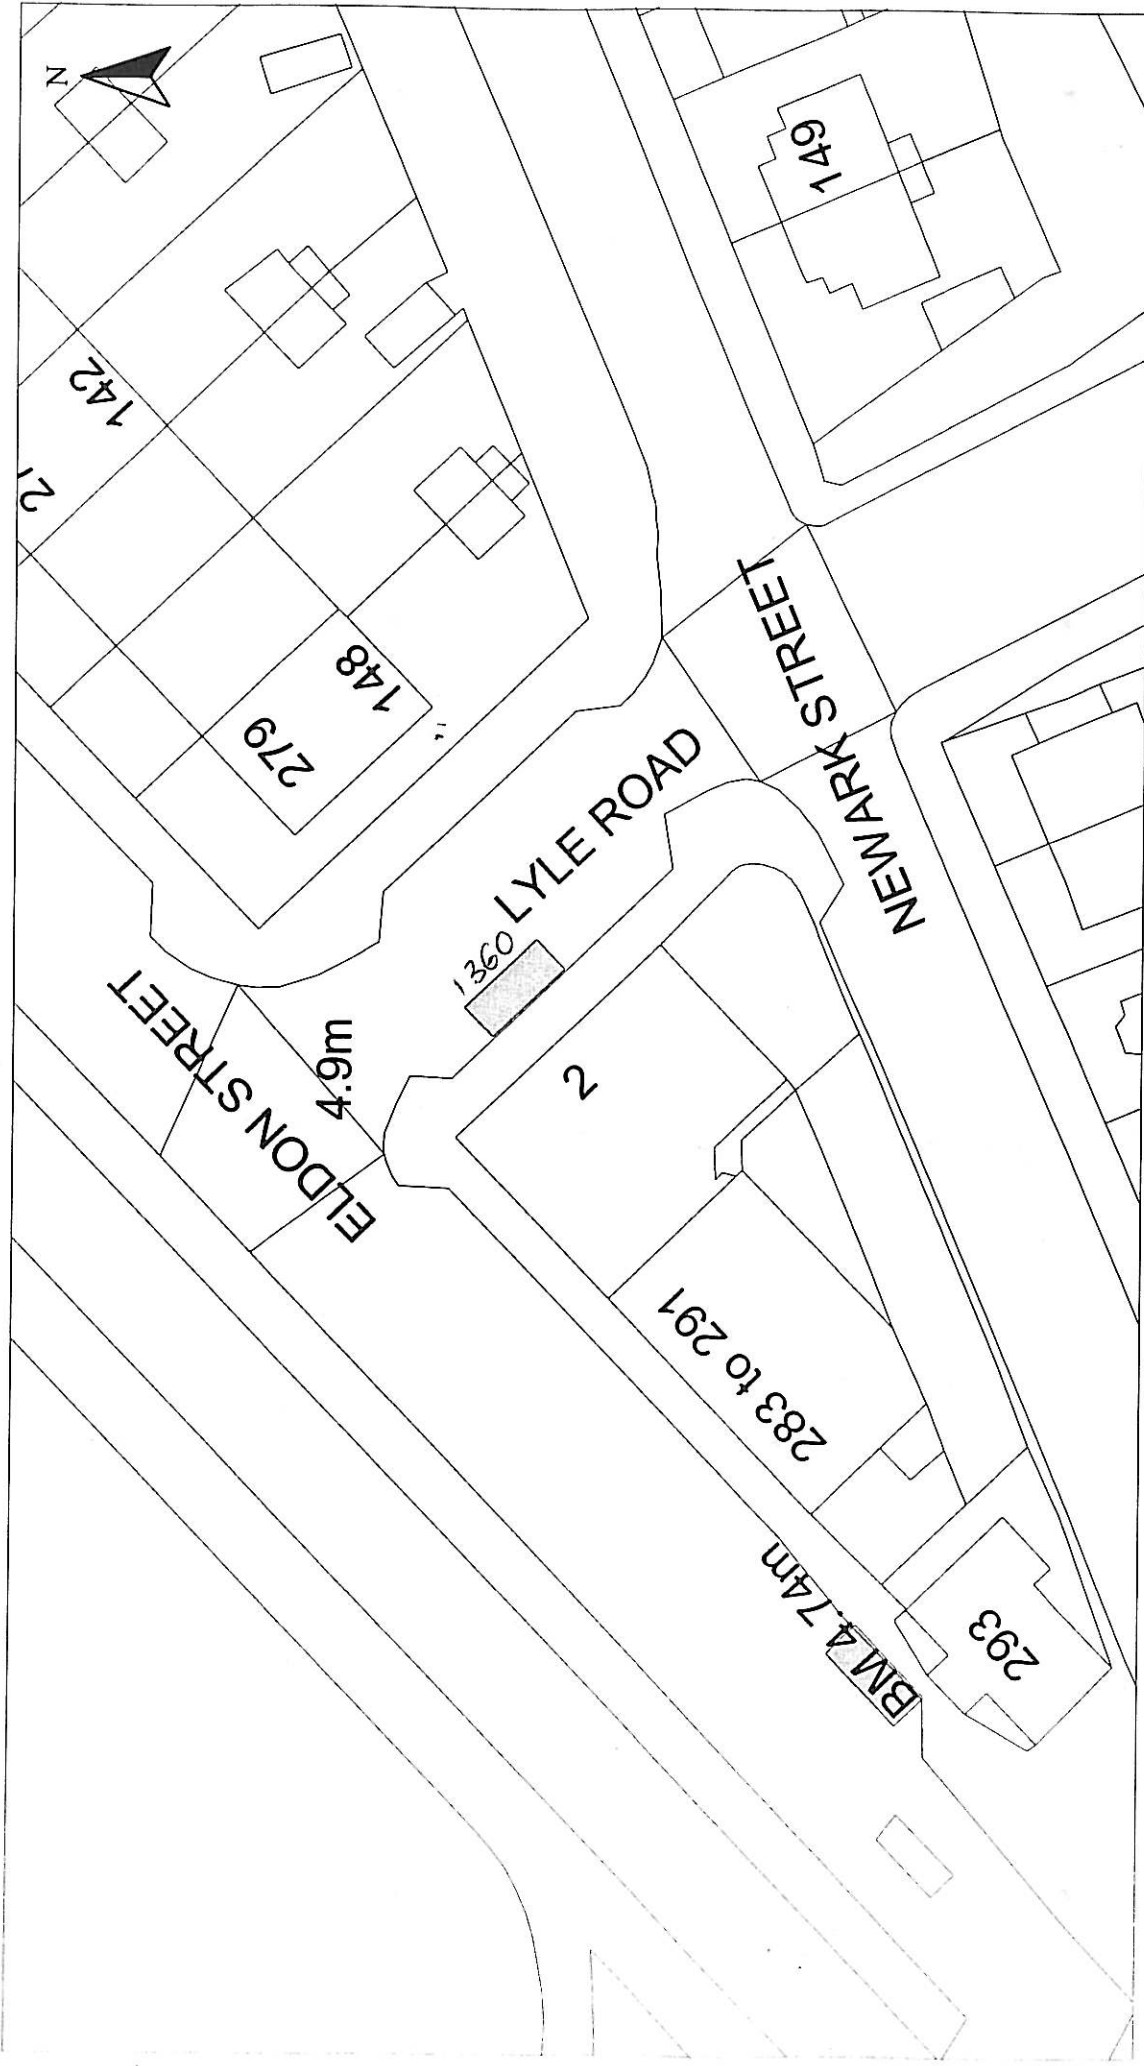 N
142
149
148
279
NEWARK STREET
LYLE ROAD
1360
ELDON STREET
4.9m
2
283 to 291
BM 4.74m
293